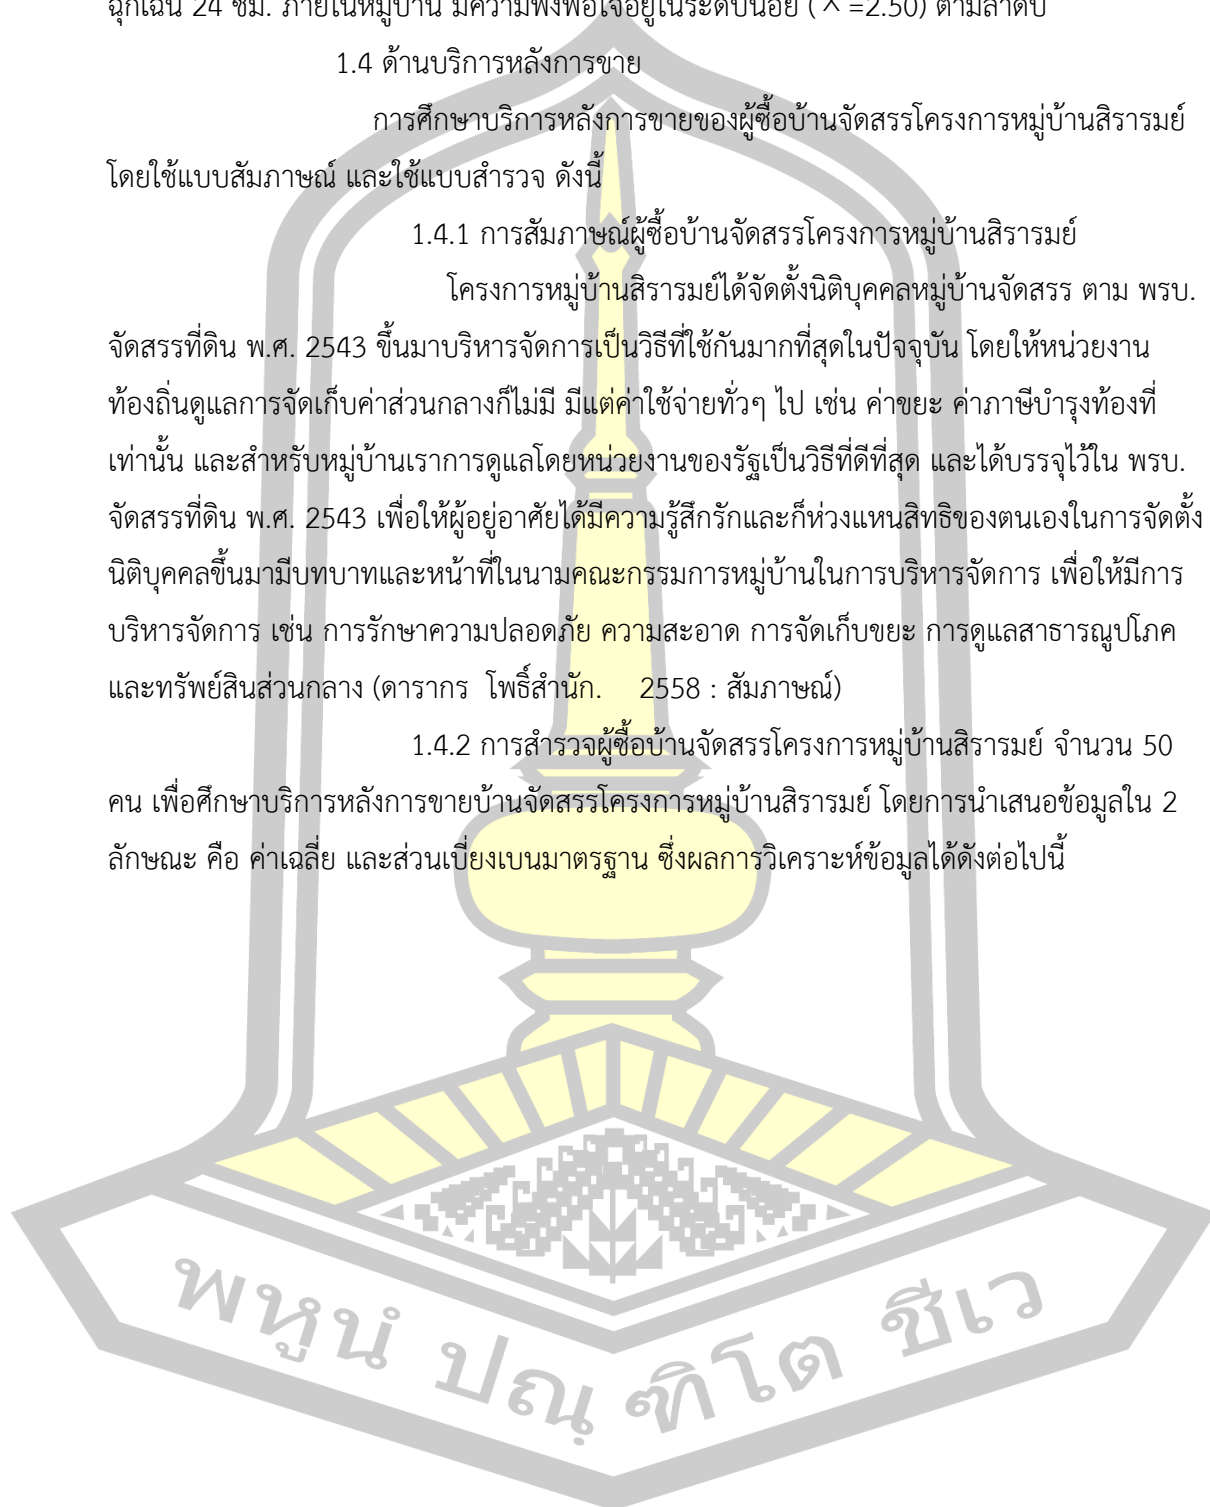 ฉุกเฉิน 24 ชม. ภายในหมู่บ้าน มีความพึงพอใจอยู่ในระดับน้อย ( X =2.50) ตามลำดับ
1.4 ด้านบริการหลังการขาย
การศึกษาบริการหลังการขายของผู้ซื้อบ้านจัดสรรโครงการหมู่บ้านสิรารมย์
โดยใช้แบบสัมภาษณ์ และใช้แบบสำรวจ ดังนี้
1.4.1 การสัมภาษณ์ผู้ซื้อบ้านจัดสรรโครงการหมู่บ้านสิรารมย์
โครงการหมู่บ้านสิรารมย์ได้จัดตั้งนิติบุคคลหมู่บ้านจัดสรร ตาม พรบ.
จัดสรรที่ดิน พ.ศ. 2543 ขึ้นมาบริหารจัดการเป็นวิธีที่ใช้กันมากที่สุดในปัจจุบัน โดยให้หน่วยงาน
ท้องถิ่นดูแลการจัดเก็บค่าส่วนกลางก็ไม่มี มีแต่ค่าใช้จ่ายทั่วๆ ไป เช่น ค่าขยะ ค่าภาษีบำรุงท้องที่
เท่านั้น และสำหรับหมู่บ้านเราการดูแลโดยหน่วยงานของรัฐเป็นวิธีที่ดีที่สุด และได้บรรจุไว้ใน พรบ.
จัดสรรที่ดิน พ.ศ. 2543 เพื่อให้ผู้อยู่อาศัยได้มีความรู้สึกรักและก็ห่วงแหนสิทธิของตนเองในการจัดตั้ง
นิติบุคคลขึ้นมามีบทบาทและหน้าที่ในนามคณะกรรมการหมู่บ้านในการบริหารจัดการ เพื่อให้มีการ
บริหารจัดการ เช่น การรักษาความปลอดภัย ความสะอาด การจัดเก็บขยะ การดูแลสาธารณูปโภค
และทรัพย์สินส่วนกลาง (ดารากร โพธิ์สำนัก. 2558 : สัมภาษณ์)
1.4.2 การสำรวจผู้ซื้อบ้านจัดสรรโครงการหมู่บ้านสิรารมย์ จำนวน 50
คน เพื่อศึกษาบริการหลังการขายบ้านจัดสรรโครงการหมู่บ้านสิรารมย์ โดยการนำเสนอข้อมูลใน 2
ลักษณะ คือ ค่าเฉลี่ย และส่วนเบี่ยงเบนมาตรฐาน ซึ่งผลการวิเคราะห์ข้อมูลได้ดังต่อไปนี้
พหูนํ ปณฺฑิโต ชีเว